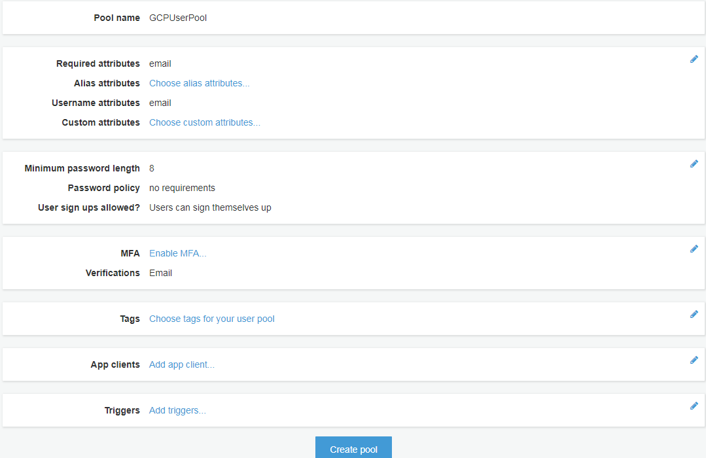 Pool name GCPUserPool
Required attributes email
Alias attributes Choose alias attributes...
Username attributes email
Custom attributes Choose custom attributes...
Minimum password length 8
Password policy no requirements
User sign ups allowed? Users can sign themselves up
MFA Enable MFA...
Verifications Email
Tags Choose tags for your user pool
App clients Add app client...
Triggers Add triggers...
Create pool